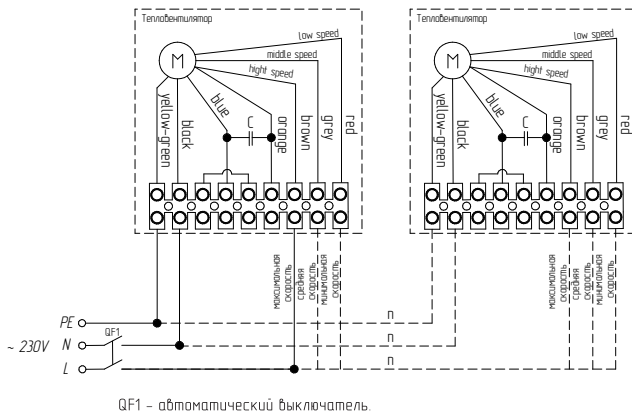 Тепловентилятор
low speed
middle speed
hight speed
M
yellow-green
black
blue
C
orange
brown
grey
red
максимальная
скорость
средняя
скорость
минимальная
скорость
Тепловентилятор
low speed
middle speed
hight speed
M
yellow-green
black
blue
C
orange
brown
grey
red
максимальная
скорость
средняя
скорость
минимальная
скорость
PE
n
~ 230V N
QF1
n
L
n
QF1 - автоматический выключатель.